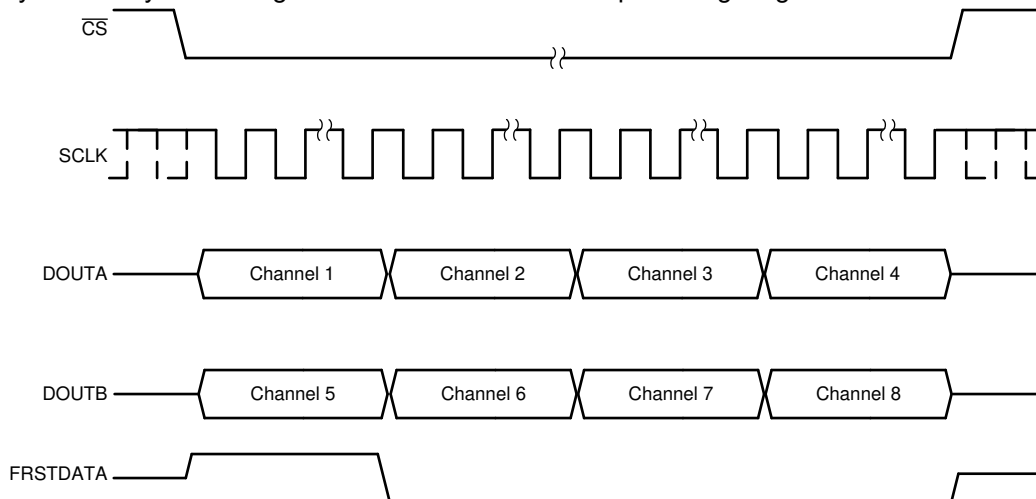 CS
SCLK
DOUTA
Channel 1 Channel 2 Channel 3 Channel 4
DOUTB
Channel 5 Channel 6 Channel 7 Channel 8
FRSTDATA